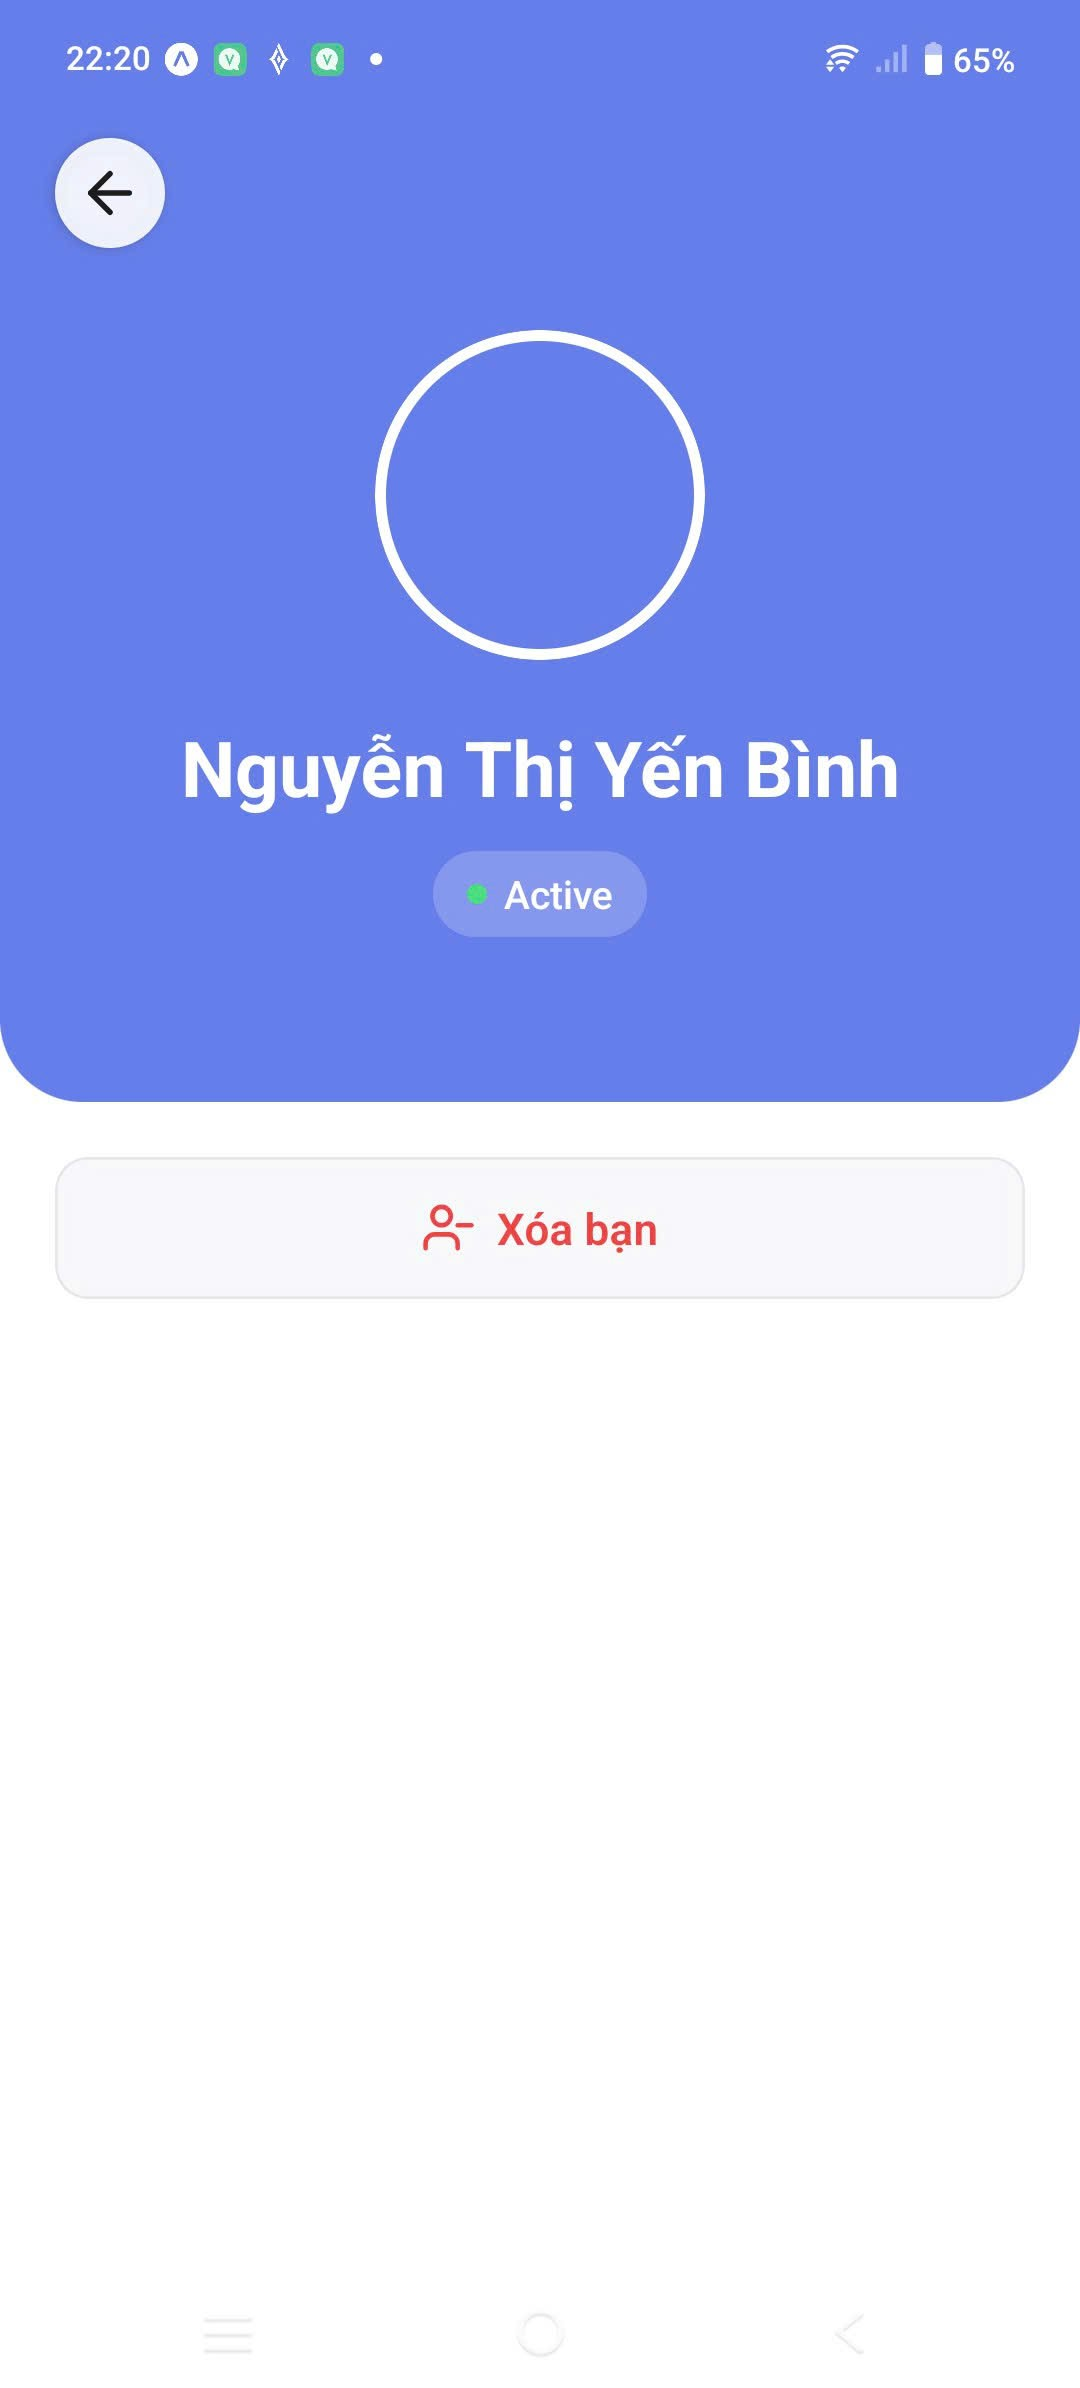 22:20
65%
Nguyễn Thị Yến Bình
Active
Xóa bạn